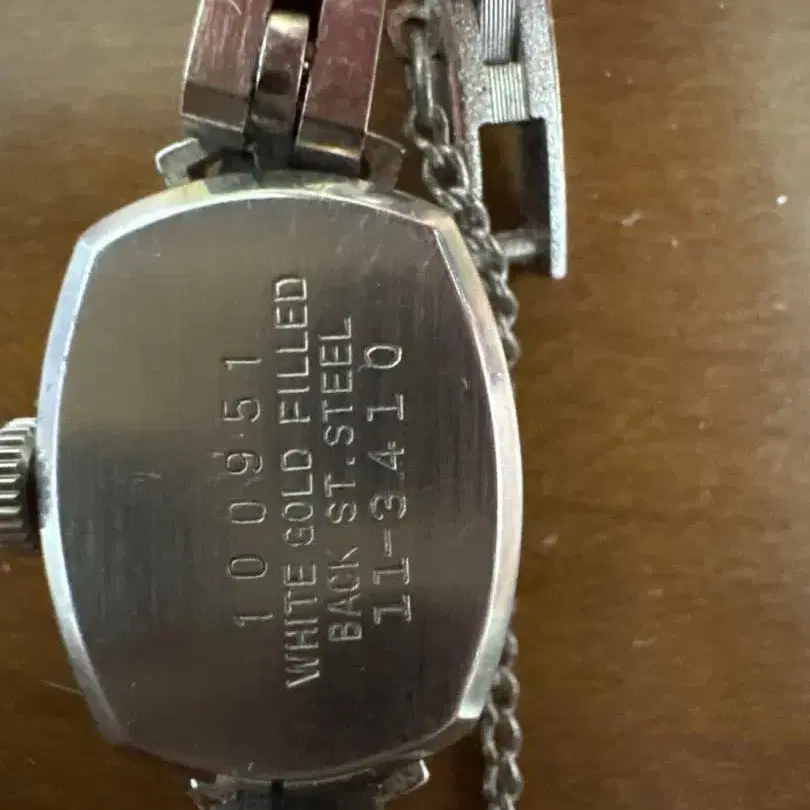 100951
WHITE GOLD FILLED
BACK ST.STEEL
11-3410